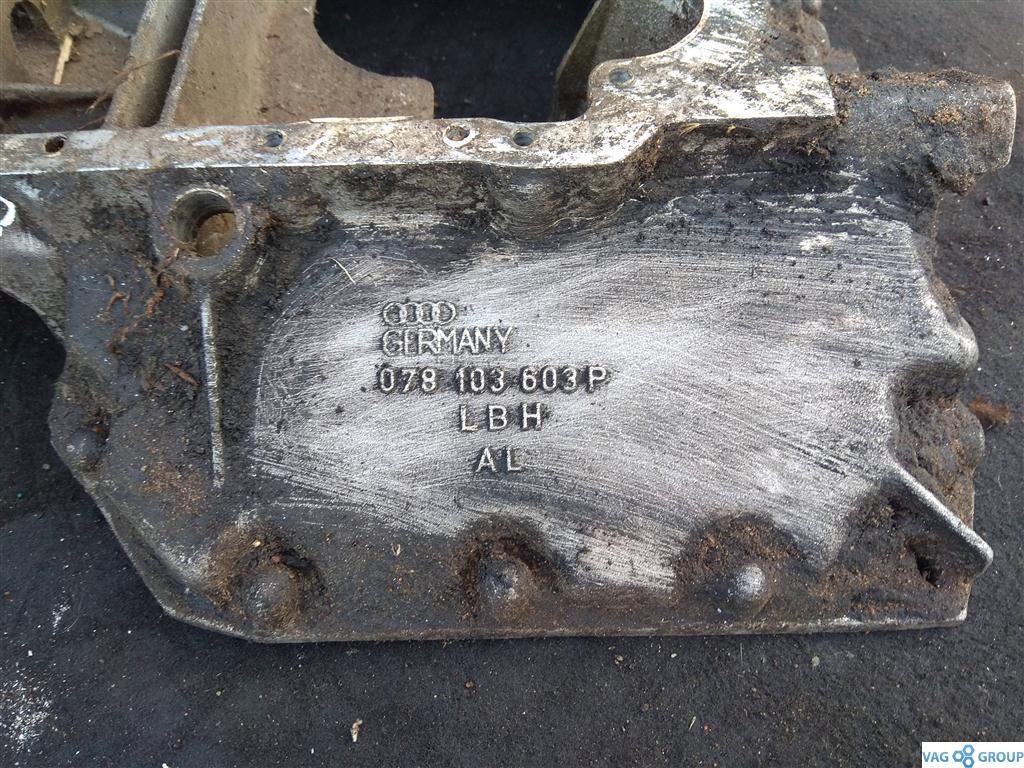 GERMANY
078 103 603 P
LBH
AL
VAG GROUP